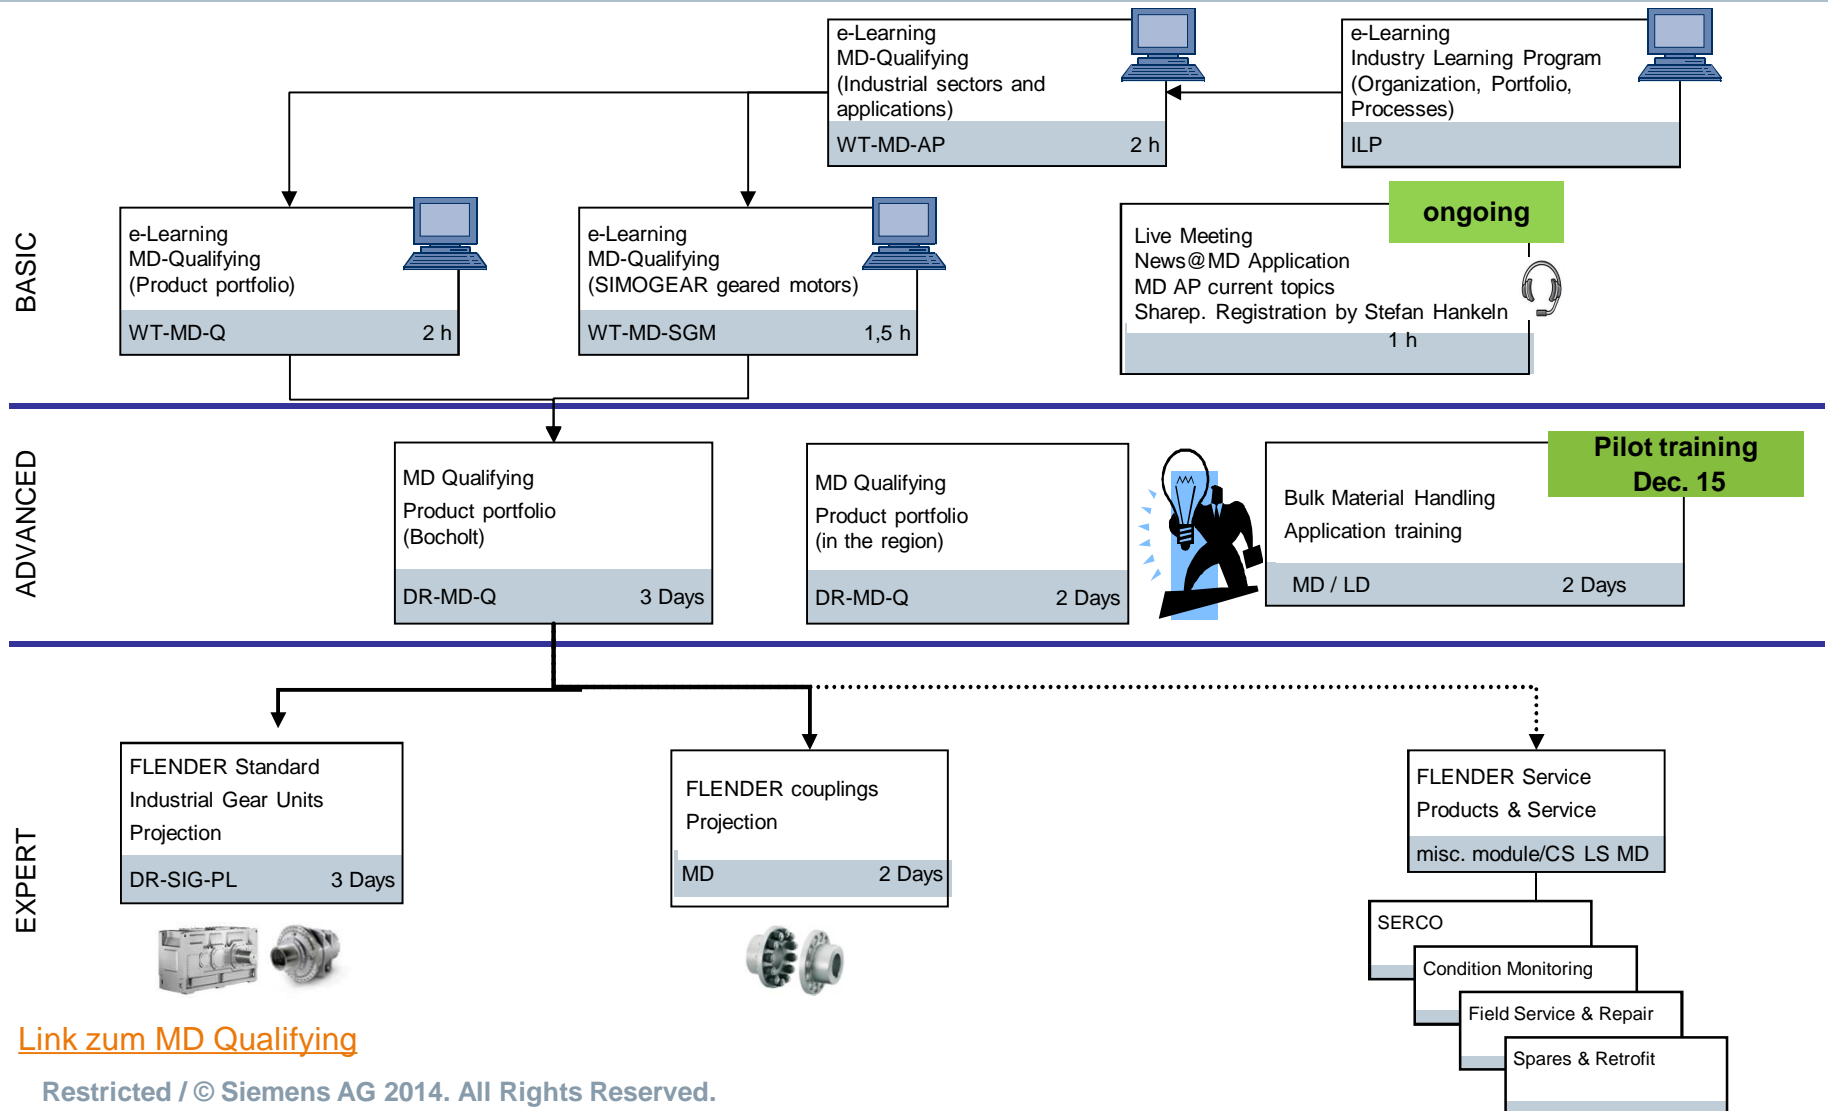 e-Learning
MD-Qualifying
(Industrial sectors and
applications)
WT-MD-AP 2 h
e-Learning
Industry Learning Program
(Organization, Portfolio,
Processes)
ILP
BASIC
e-Learning
MD-Qualifying
(Product portfolio)
WT-MD-Q 2 h
e-Learning
MD-Qualifying
(SIMOGEAR geared motors)
WT-MD-SGM 1,5 h
ongoing
Live Meeting
News@MD Application
MD AP current topics
Sharep. Registration by Stefan Hankeln
1 h
ADVANCED
MD Qualifying
Product portfolio
(Bocholt)
DR-MD-Q 3 Days
MD Qualifying
Product portfolio
(in the region)
DR-MD-Q 2 Days
Pilot training
Dec. 15
Bulk Material Handling
Application training
MD / LD 2 Days
EXPERT
FLENDER Standard
Industrial Gear Units
Projection
DR-SIG-PL 3 Days
FLENDER couplings
Projection
MD 2 Days
FLENDER Service
Products & Service
misc. module/CS LS MD
SERCO
Condition Monitoring
Field Service & Repair
Spares & Retrofit
Link zum MD Qualifying
Restricted / © Siemens AG 2014. All Rights Reserved.